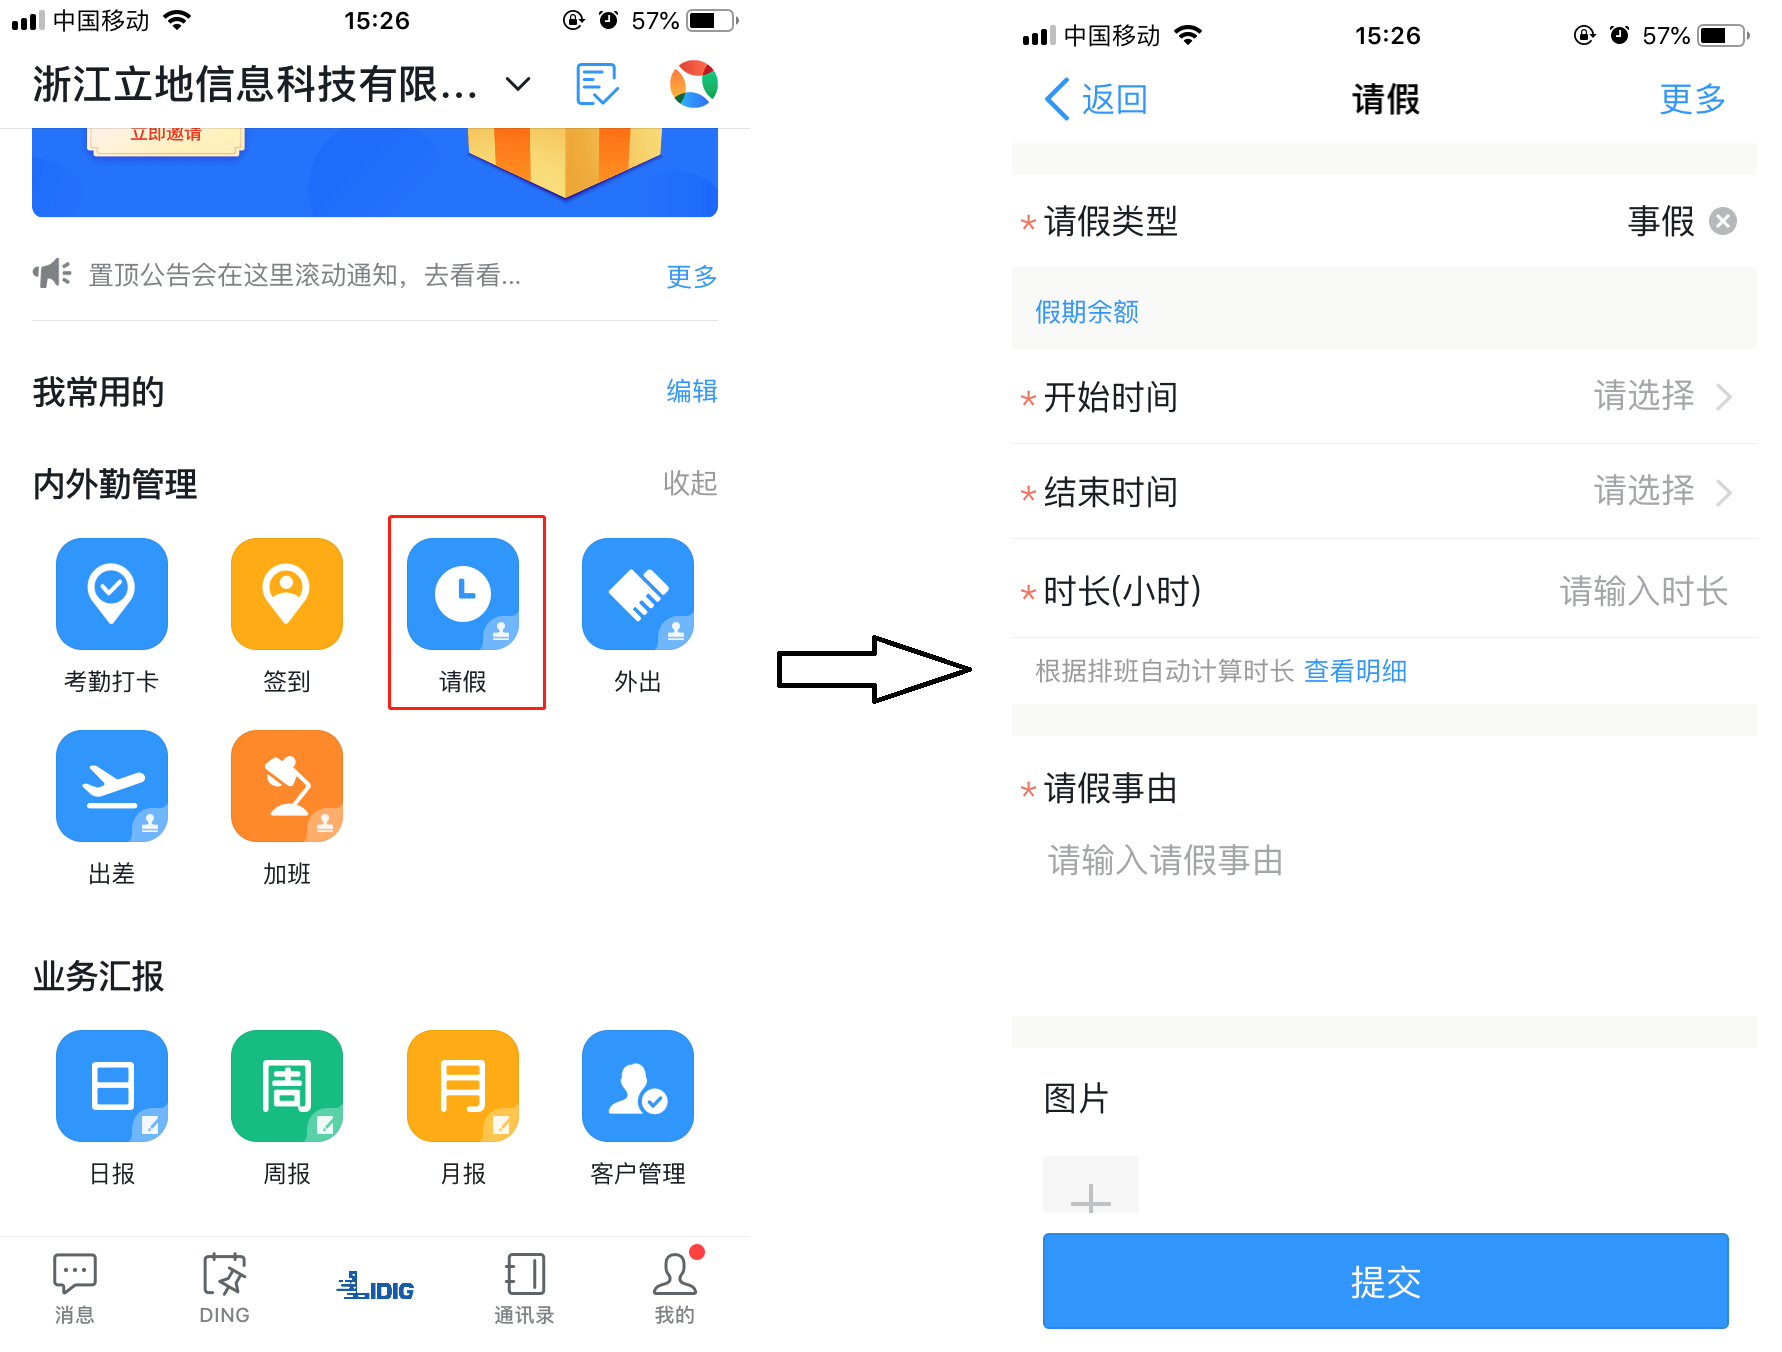 中国移动 15:26 57%
浙江立地信息科技有限...
立即邀请
置顶公告会在这里滚动通知，去看看... 更多
我常用的 编辑
内外勤管理 收起
考勤打卡 签到 请假 外出
出差 加班
业务汇报
日 周 月
日报 周报 月报 客户管理
LIDIG
消息 DING 通讯录 我的
中国移动 15:26 57%
返回 请假 更多
*请假类型 事假
假期余额
*开始时间 请选择
*结束时间 请选择
*时长(小时) 请输入时长
根据排班自动计算时长 查看明细
*请假事由
请输入请假事由
图片
提交